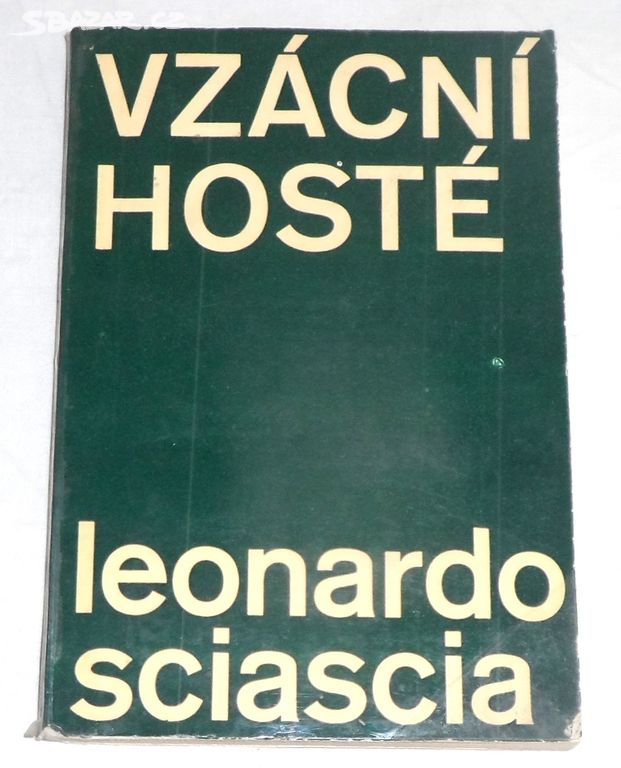 SBAZAR.CZ
VZÁCNÍ
HOSTÉ
leonardo
sciascia